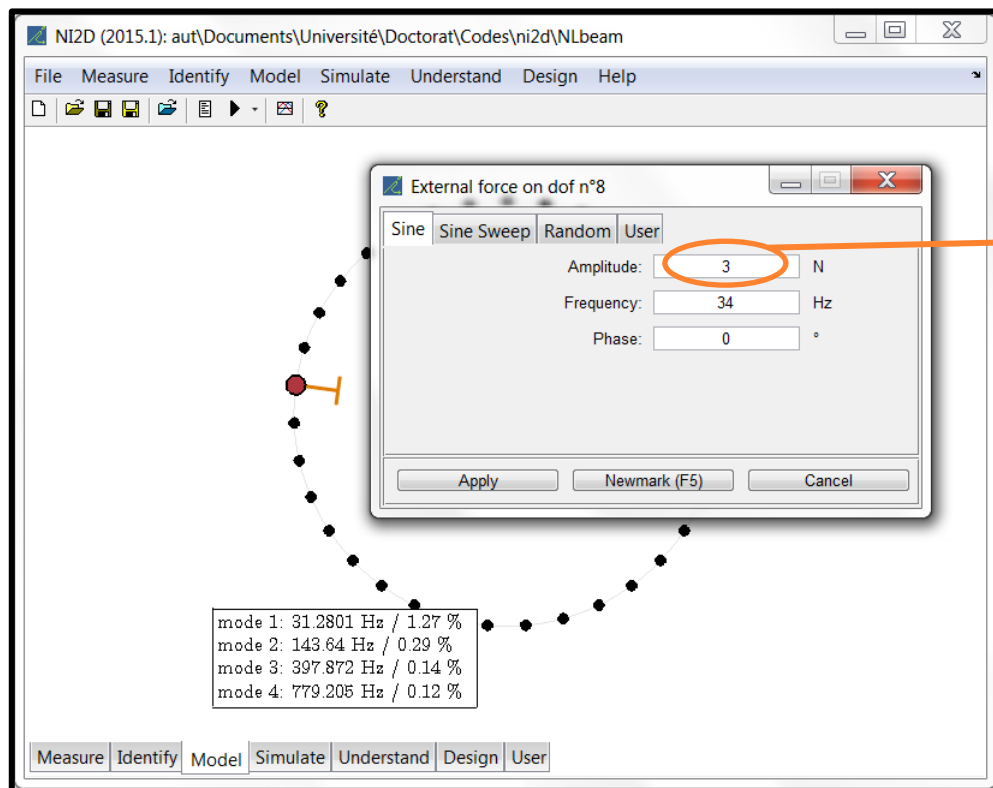 NI2D (2015.1): aut\Documents\Université\Doctorat\Codes\ni2d\NLbeam
File Measure Identify Model Simulate Understand Design Help
External force on dof n°8
Sine Sine Sweep Random User
Amplitude: 3 N
Frequency: 34 Hz
Phase: 0 °
Apply Newmark (F5) Cancel
mode 1: 31.2801 Hz / 1.27 %
mode 2: 143.64 Hz / 0.29 %
mode 3: 397.872 Hz / 0.14 %
mode 4: 779.205 Hz / 0.12 %
Measure Identify Model Simulate Understand Design User